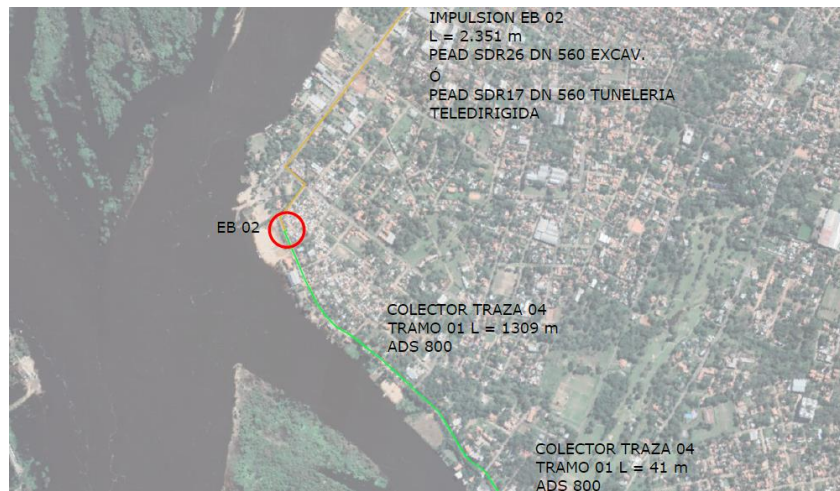 IMPULSION EB 02
L = 2.351 m
PEAD SDR26 DN 560 EXCAV.
Ó
PEAD SDR17 DN 560 TUNELERIA
TELEDIRIGIDA
EB 02
COLECTOR TRAZA 04
TRAMO 01 L = 1309 m
ADS 800
COLECTOR TRAZA 04
TRAMO 01 L = 41 m
ADS 800